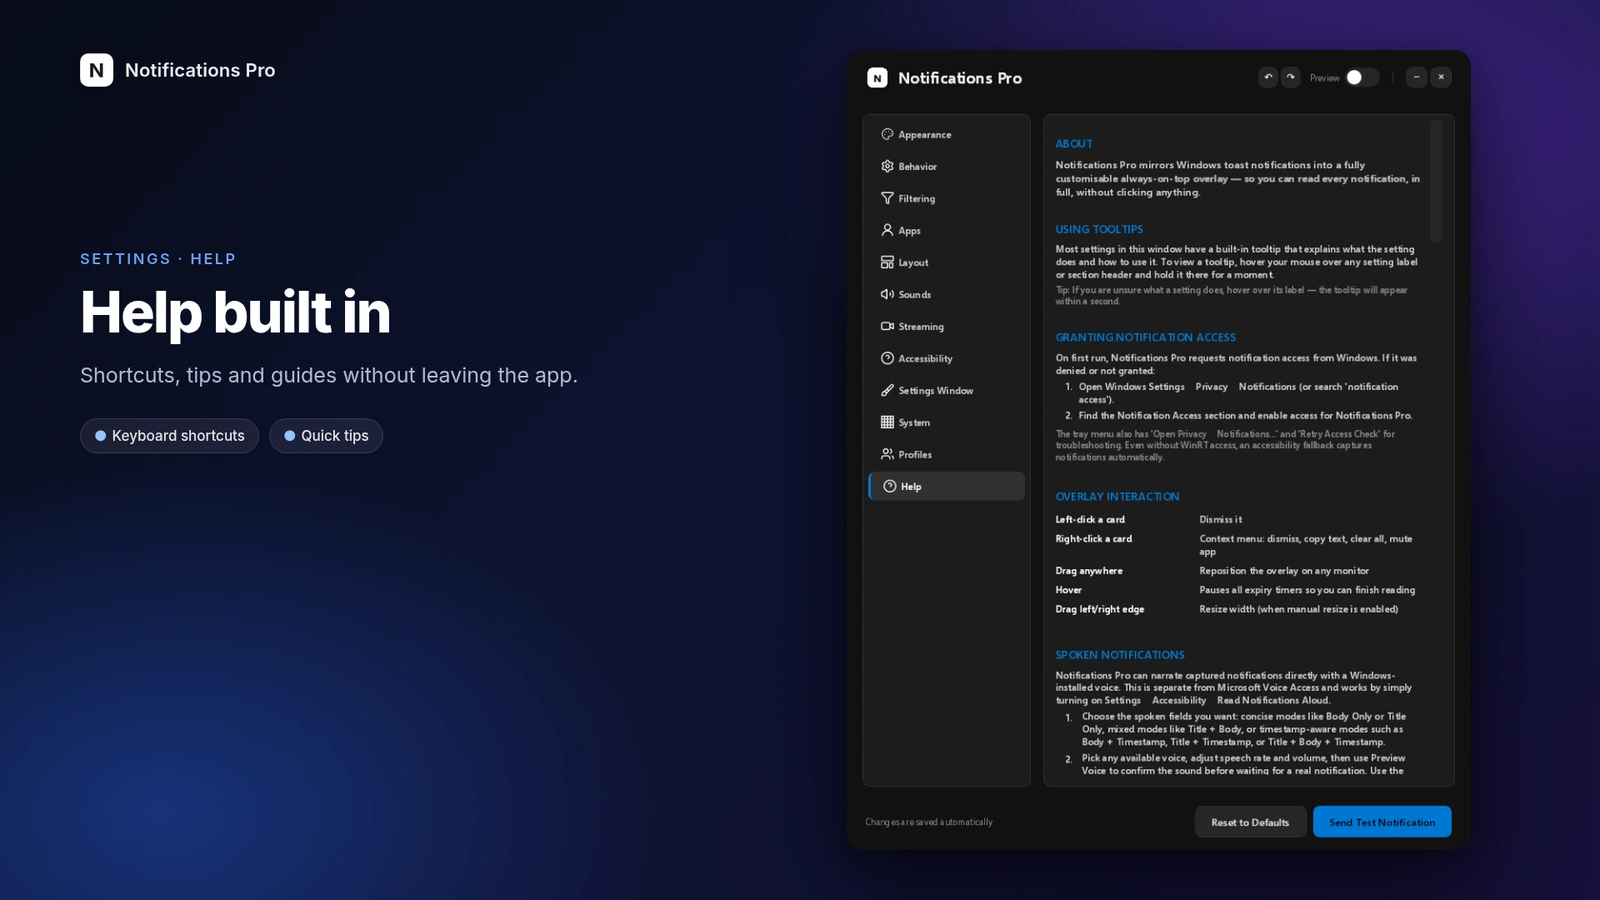 N Notifications Pro
SETTINGS · HELP
Help built in
Shortcuts, tips and guides without leaving the app.
Keyboard shortcuts
Quick tips
N Notifications Pro
Preview
Appearance
Behavior
Filtering
Apps
Layout
Sounds
Streaming
Accessibility
Settings Window
System
Profiles
Help
ABOUT
Notifications Pro mirrors Windows toast notifications into a fully
customisable always-on-top overlay — so you can read every notification, in
full, without clicking anything.
USING TOOLTIPS
Most settings in this window have a built-in tooltip that explains what the setting
does and how to use it. To view a tooltip, hover your mouse over any setting label
or section header and hold it there for a moment.
Tip: If you are unsure what a setting does, hover over its label — the tooltip will appear
within a second.
GRANTING NOTIFICATION ACCESS
On first run, Notifications Pro requests notification access from Windows. If it was
denied or not granted:
1. Open Windows Settings Privacy Notifications (or search 'notification
access').
2. Find the Notification Access section and enable access for Notifications Pro.
The tray menu also has 'Open Privacy Notifications...' and 'Retry Access Check' for
troubleshooting. Even without WinRT access, an accessibility fallback captures
notifications automatically.
OVERLAY INTERACTION
Left-click a card Dismiss it
Right-click a card Context menu: dismiss, copy text, clear all, mute
app
Drag anywhere Reposition the overlay on any monitor
Hover Pauses all expiry timers so you can finish reading
Drag left/right edge Resize width (when manual resize is enabled)
SPOKEN NOTIFICATIONS
Notifications Pro can narrate captured notifications directly with a Windows-
installed voice. This is separate from Microsoft Voice Access and works by simply
turning on Settings Accessibility Read Notifications Aloud.
1. Choose the spoken fields you want: concise modes like Body Only or Title
Only, mixed modes like Title + Body, or timestamp-aware modes such as
Body + Timestamp, Title + Timestamp, or Title + Body + Timestamp.
2. Pick any available voice, adjust speech rate and volume, then use Preview
Voice to confirm the sound before waiting for a real notification. Use the
Changes are saved automatically
Reset to Defaults
Send Test Notification